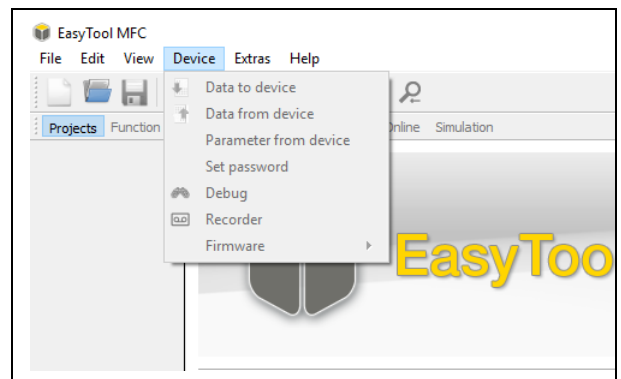 EasyTool MFC
File Edit View Device Extras Help
Data to device
Data from device
Projects Function Online Simulation
Parameter from device
Set password
Debug
Recorder
Firmware
EasyToo